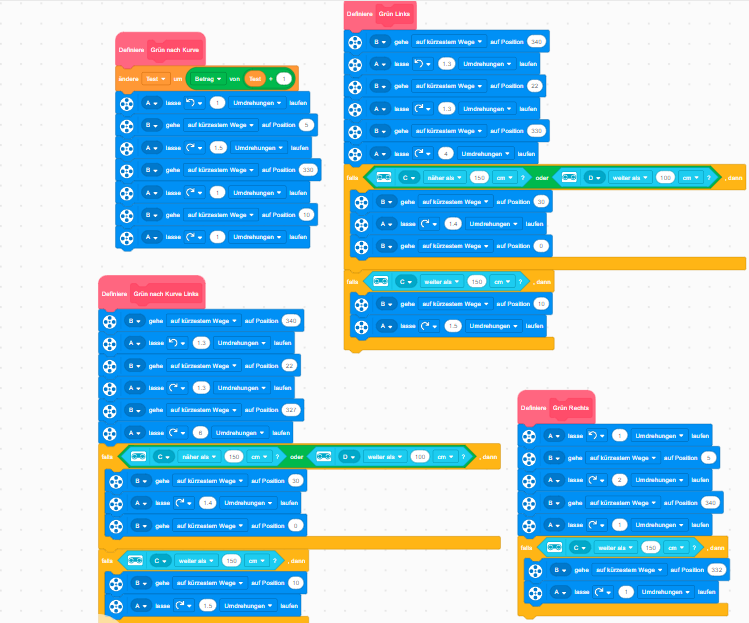 Definiere Grün nach Kurve
ändere Test um Betrag von Test + 1
A lasse 1 Umdrehungen laufen
B gehe auf kürzestem Wege auf Position 5
A lasse 1.5 Umdrehungen laufen
B gehe auf kürzestem Wege auf Position 330
A lasse 1 Umdrehungen laufen
B gehe auf kürzestem Wege auf Position 10
A lasse 1 Umdrehungen laufen
Definiere Grün Links
B gehe auf kürzestem Wege auf Position 340
A lasse 1.3 Umdrehungen laufen
B gehe auf kürzestem Wege auf Position 22
A lasse 1.3 Umdrehungen laufen
B gehe auf kürzestem Wege auf Position 330
A lasse 4 Umdrehungen laufen
falls C näher als 150 cm ? oder D weiter als 100 cm ? , dann
B gehe auf kürzestem Wege auf Position 30
A lasse 1.4 Umdrehungen laufen
B gehe auf kürzestem Wege auf Position 0
falls C weiter als 150 cm ? , dann
B gehe auf kürzestem Wege auf Position 10
A lasse 1.5 Umdrehungen laufen
Definiere Grün nach Kurve Links
B gehe auf kürzestem Wege auf Position 340
A lasse 1.3 Umdrehungen laufen
B gehe auf kürzestem Wege auf Position 22
A lasse 1.3 Umdrehungen laufen
B gehe auf kürzestem Wege auf Position 327
A lasse 6 Umdrehungen laufen
falls C näher als 150 cm ? oder D weiter als 100 cm ? , dann
B gehe auf kürzestem Wege auf Position 30
A lasse 1.4 Umdrehungen laufen
B gehe auf kürzestem Wege auf Position 0
falls C weiter als 150 cm ? , dann
B gehe auf kürzestem Wege auf Position 10
A lasse 1.5 Umdrehungen laufen
Definiere Grün Rechts
A lasse 1 Umdrehungen laufen
B gehe auf kürzestem Wege auf Position 5
A lasse 2 Umdrehungen laufen
B gehe auf kürzestem Wege auf Position 340
A lasse 1 Umdrehungen laufen
falls C weiter als 150 cm ? , dann
B gehe auf kürzestem Wege auf Position 332
A lasse 1 Umdrehungen laufen